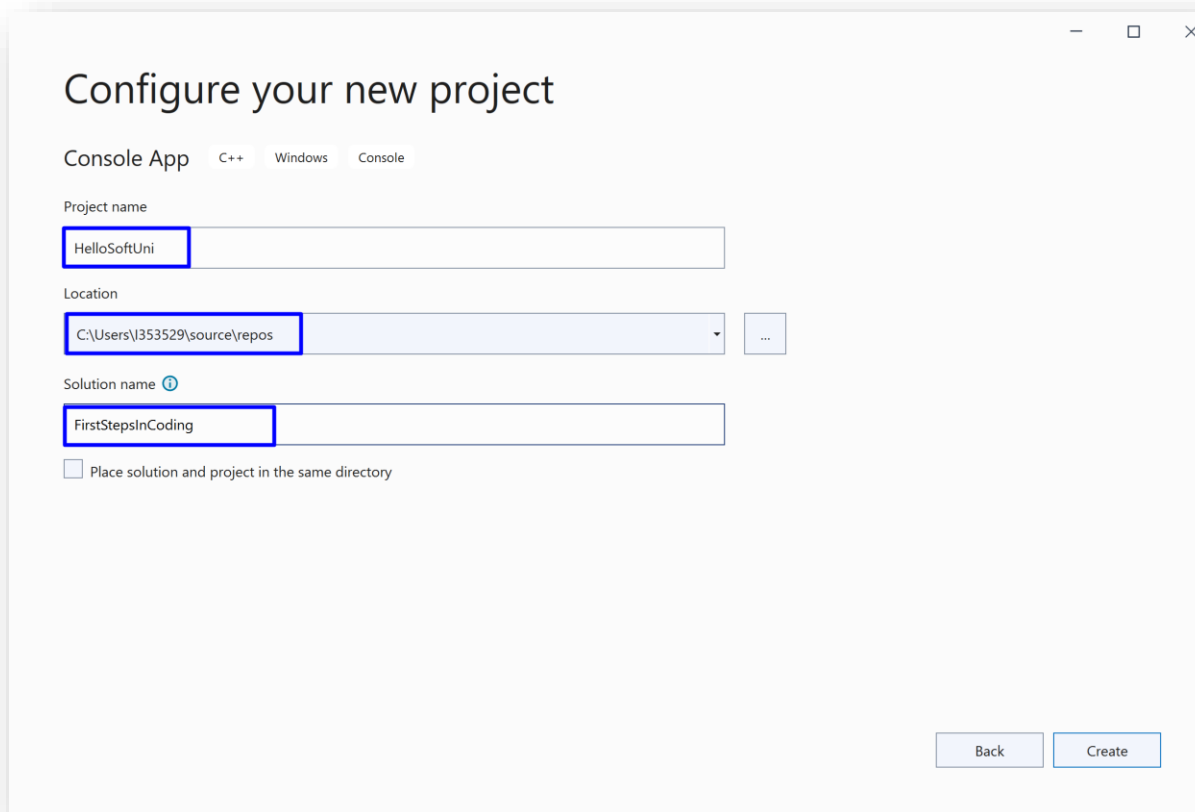 Configure your new project
Console App C++ Windows Console
Project name
HelloSoftUni
Location
C:\Users\I353529\source\repos
...
Solution name
FirstStepsInCoding
Place solution and project in the same directory
Back Create